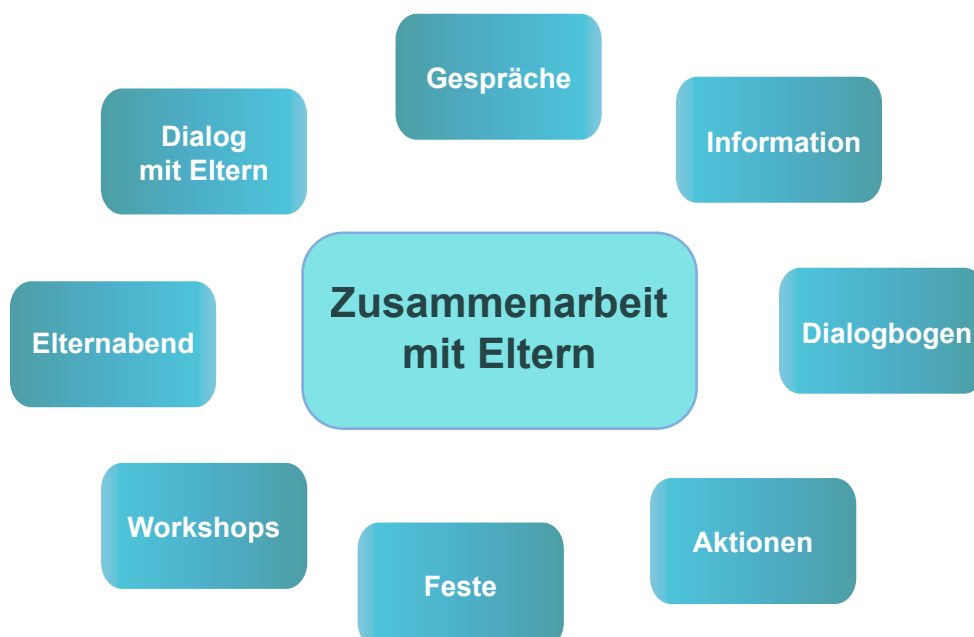 Gespräche
Dialog
mit Eltern
Information
Zusammenarbeit
mit Eltern
Elternabend
Dialogbogen
Workshops
Aktionen
Feste